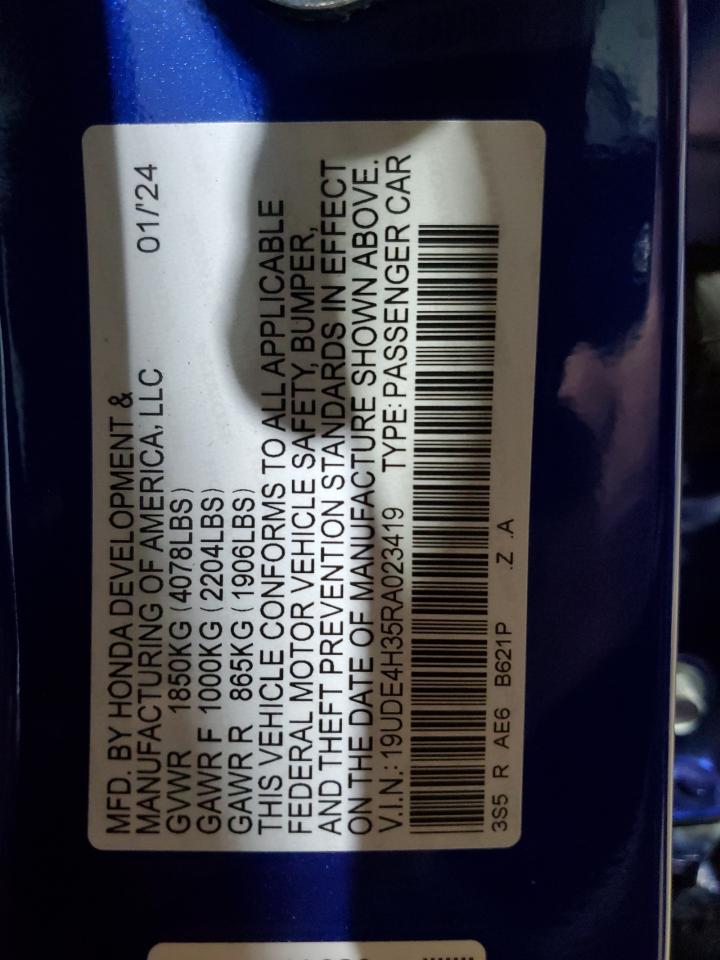 MFD. BY HONDA DEVELOPMENT &
MANUFACTURING OF AMERICA, LLC 01/'24
GVWR 1850KG (4078LBS)
GAWR F 1000KG (2204LBS)
GAWR R 865KG (1906LBS)
THIS VEHICLE CONFORMS TO ALL APPLICABLE
FEDERAL MOTOR VEHICLE SAFETY, BUMPER,
AND THEFT PREVENTION STANDARDS IN EFFECT
ON THE DATE OF MANUFACTURE SHOWN ABOVE.
V.I.N.: 19UDE4H35RA023419 TYPE: PASSENGER CAR
3S5 R AE6 B621P .Z .A